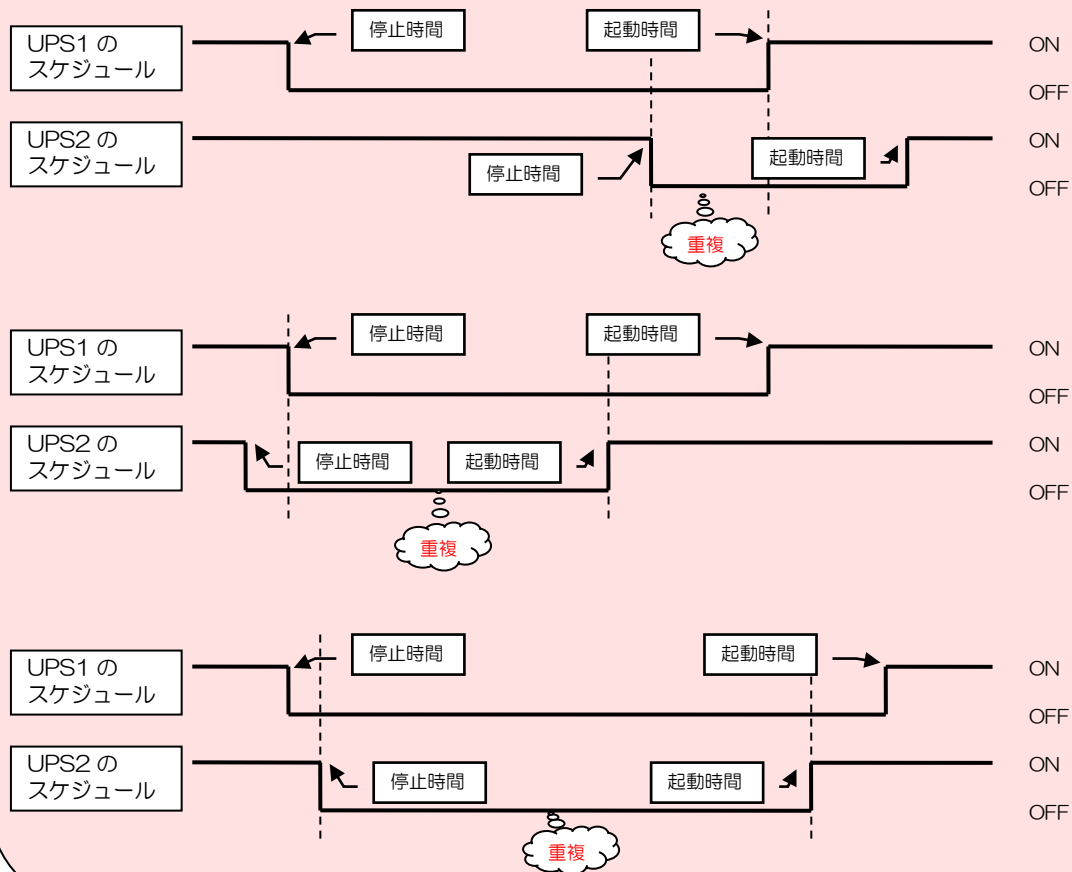 停止時間
起動時間
UPS1 の
スケジュール
ON
OFF
UPS2 の
スケジュール
停止時間
起動時間
ON
OFF
重複
停止時間
起動時間
UPS1 の
スケジュール
ON
OFF
UPS2 の
スケジュール
停止時間
起動時間
ON
OFF
重複
停止時間
起動時間
UPS1 の
スケジュール
ON
OFF
UPS2 の
スケジュール
停止時間
起動時間
ON
OFF
重複